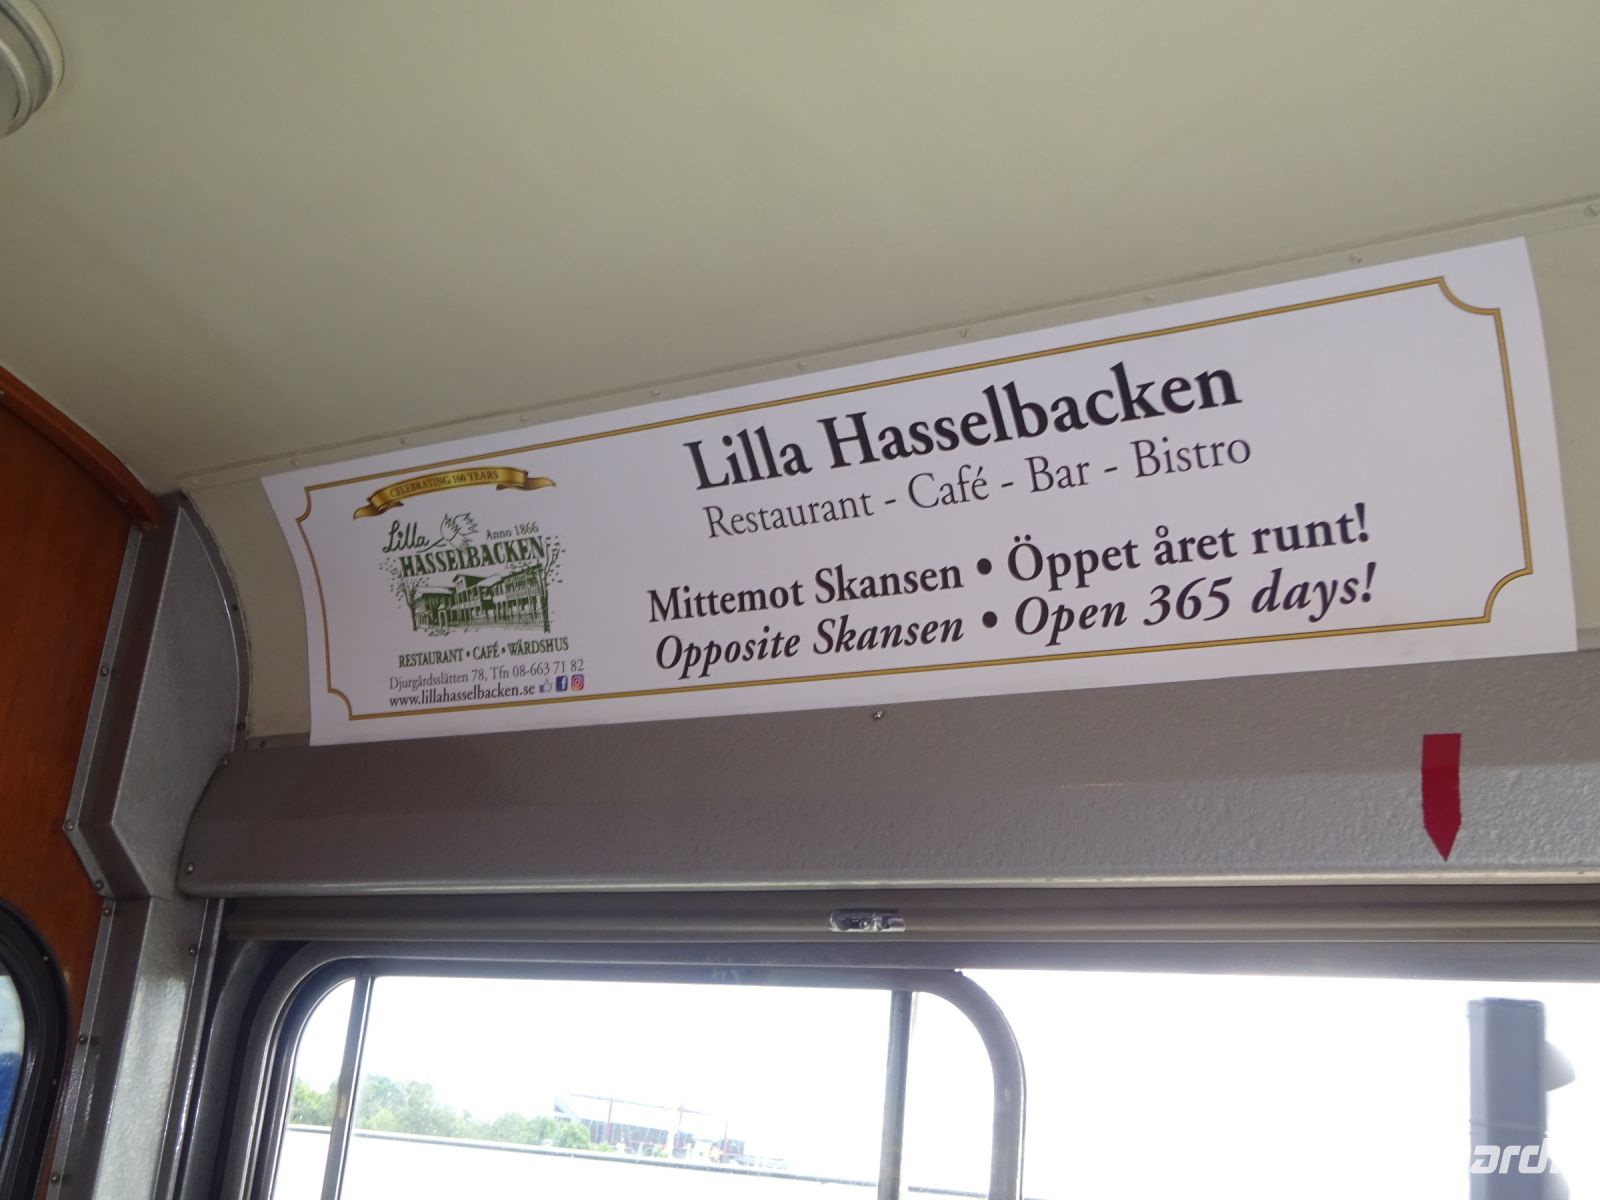 CELEBRATING 160 YEARS
Lilla
Anno 1866
HASSELBACKEN
RESTAURANT • CAFÉ • WÄRDSHUS
Djurgårdsslätten 78, Tfn 08-663 71 82
www.lillahasselbacken.se
Lilla Hasselbacken
Restaurant - Café - Bar - Bistro
Mittemot Skansen • Öppet året runt!
Opposite Skansen • Open 365 days!